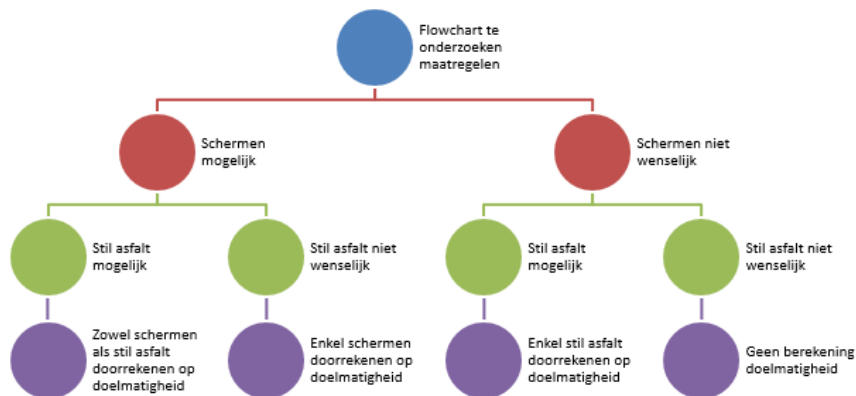 Flowchart te
onderzoeken
maatregelen
Schermen
mogelijk
Schermen niet
wenselijk
Stil asfalt
mogelijk
Stil asfalt niet
wenselijk
Stil asfalt
mogelijk
Stil asfalt niet
wenselijk
Zowel schermen
als stil asfalt
doorrekenen op
doelmatigheid
Enkel schermen
doorrekenen op
doelmatigheid
Enkel stil asfalt
doorrekenen op
doelmatigheid
Geen berekening
doelmatigheid